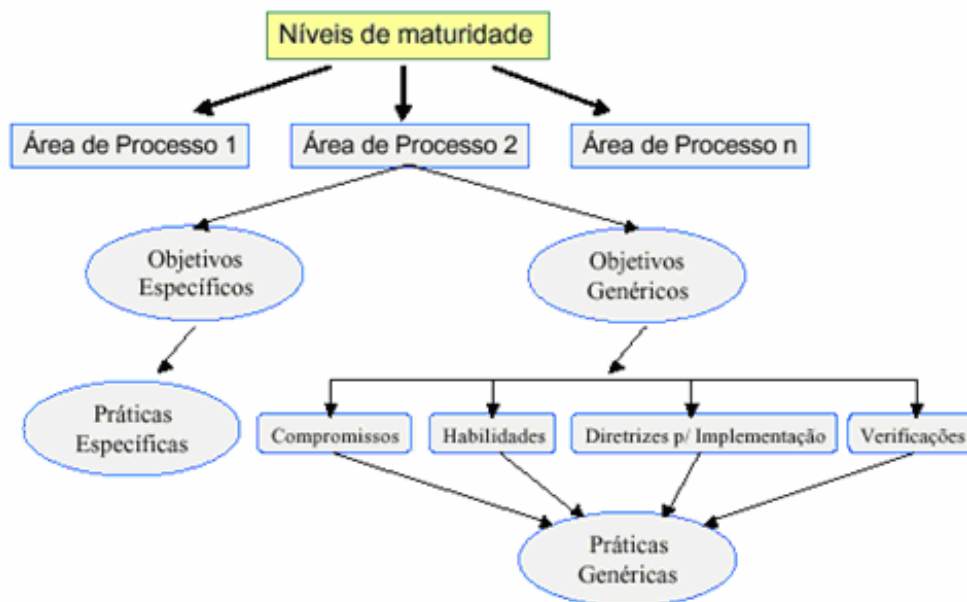 Níveis de maturidade
Área de Processo 1
Área de Processo 2
Área de Processo n
Objetivos
Específicos
Objetivos
Genéricos
Práticas
Específicas
Compromissos
Habilidades
Diretrizes p/ Implementação
Verificações
Práticas
Genéricas